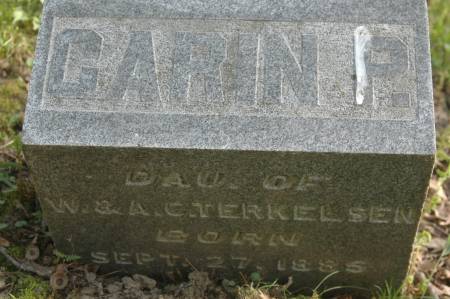 CARIN P.
DAU. OF
W. & A. C. TERKELSEN
BORN
SEPT. 27, 1885